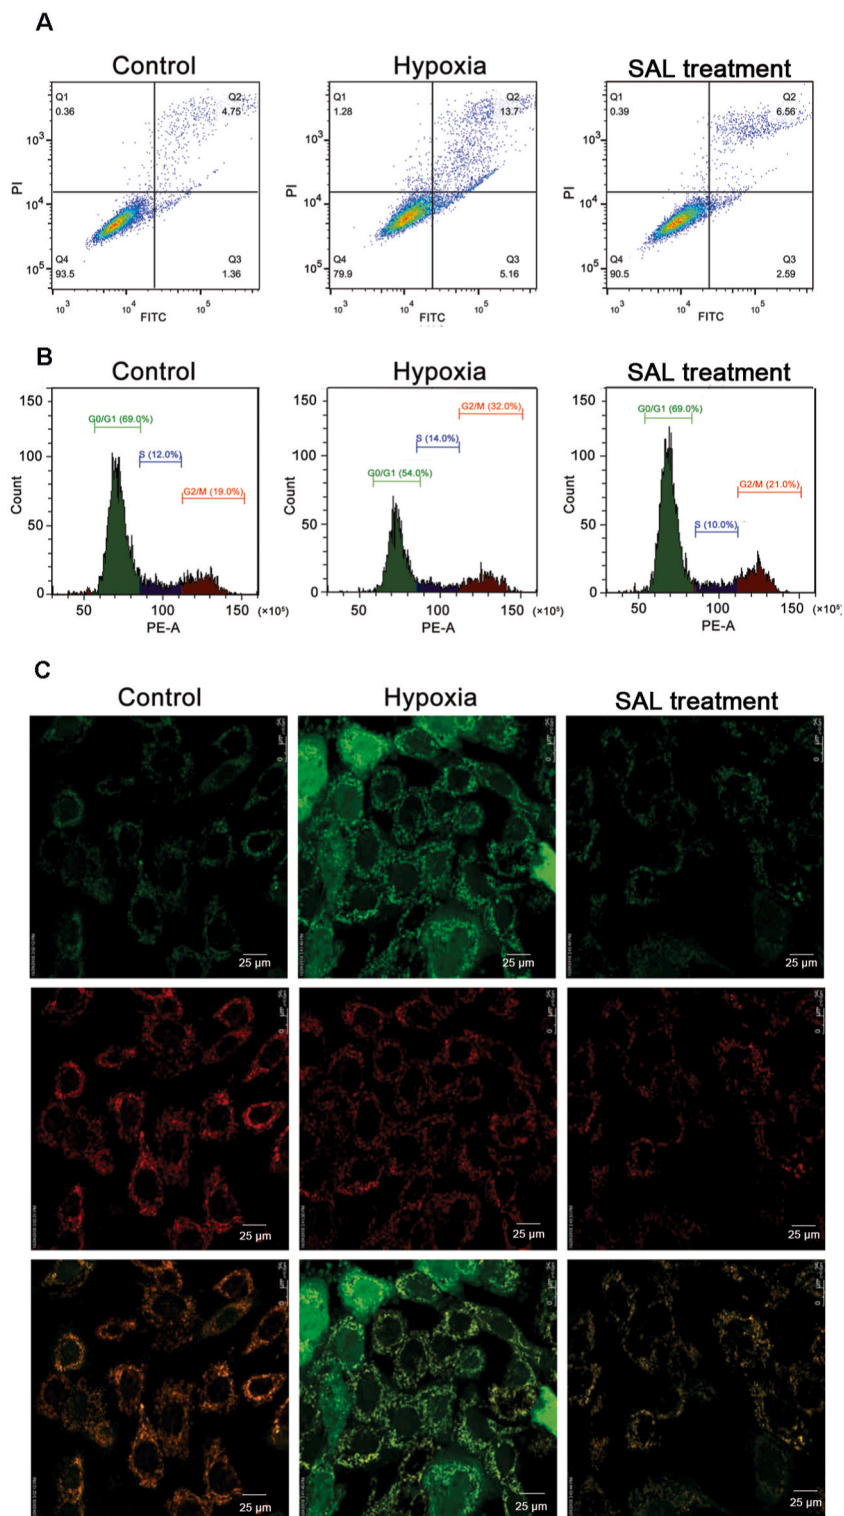 A
Control Hypoxia SAL treatment
Q1 Q2 Q1 Q2 Q1 Q2
0.36 4.75 1.28 13.7 0.39 6.56
10³ 10³ 10³
PI PI PI
10⁴ 10⁴ 10⁴
Q4 Q3 Q4 Q3 Q4 Q3
93.5 1.36 79.9 5.16 90.5 2.59
10⁵ 10⁵ 10⁵
10³ 10⁴ 10⁵ 10³ 10⁴ 10⁵ 10³ 10⁴ 10⁵
FITC FITC FITC
B
Control Hypoxia SAL treatment
150 150 150
G0/G1 (69.0%) G2/M (32.0%) G0/G1 (69.0%)
S (12.0%) S (14.0%)
100 100 100
G2/M (19.0%) G0/G1 (54.0%) G2/M (21.0%)
Count Count Count
50 50 S (10.0%) 50
0 0 0
50 100 150 (×10⁵) 50 100 150 (×10⁵) 50 100 150 (×10⁵)
PE-A PE-A PE-A
C
Control Hypoxia SAL treatment
25 µm 25 µm 25 µm
25 µm 25 µm 25 µm
25 µm 25 µm 25 µm